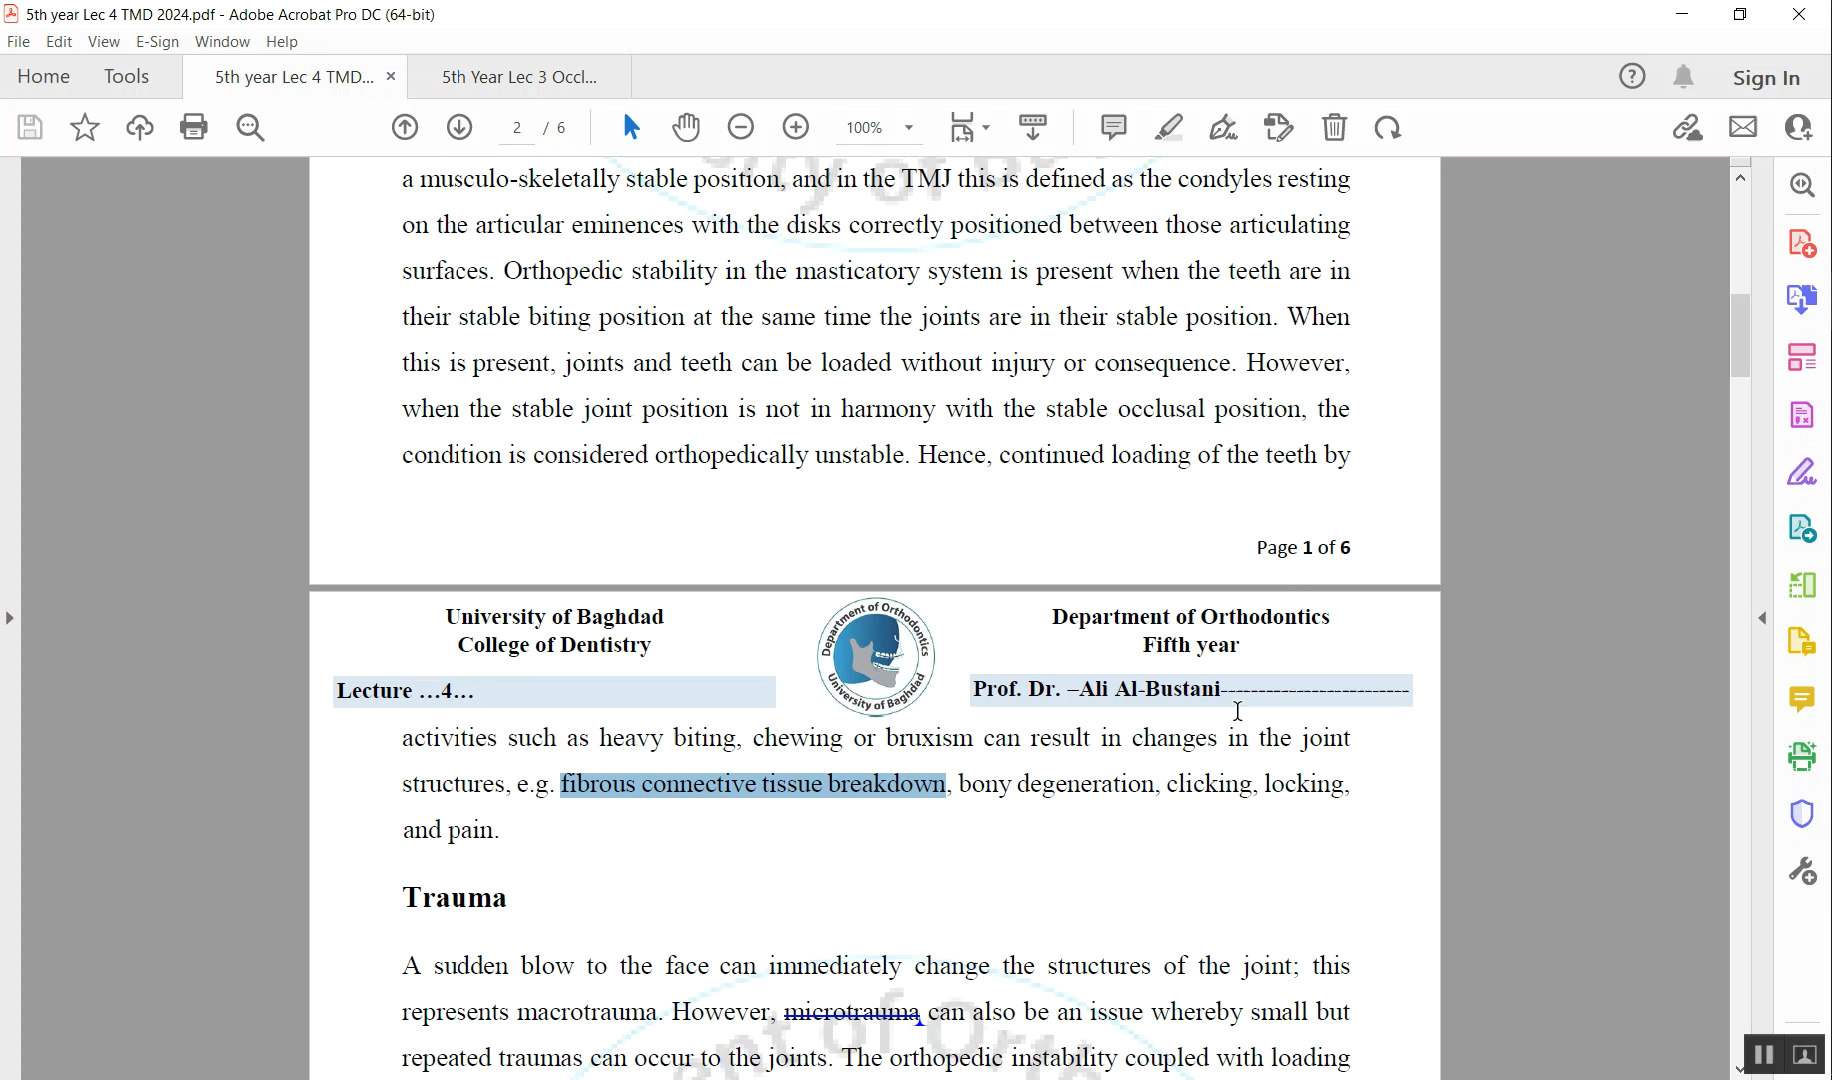 5th year Lec 4 TMD 2024.pdf - Adobe Acrobat Pro DC (64-bit)
File Edit View E-Sign Window Help
Home Tools 5th year Lec 4 TMD... × 5th Year Lec 3 Occl... Sign In
2 / 6 100%
a musculo-skeletally stable position, and in the TMJ this is defined as the condyles resting
on the articular eminences with the disks correctly positioned between those articulating
surfaces. Orthopedic stability in the masticatory system is present when the teeth are in
their stable biting position at the same time the joints are in their stable position. When
this is present, joints and teeth can be loaded without injury or consequence. However,
when the stable joint position is not in harmony with the stable occlusal position, the
condition is considered orthopedically unstable. Hence, continued loading of the teeth by
Page 1 of 6
University of Baghdad
College of Dentistry
Lecture …4…
Department of Orthodontics
University of Baghdad
Department of Orthodontics
Fifth year
Prof. Dr. –Ali Al-Bustani-------------------------
activities such as heavy biting, chewing or bruxism can result in changes in the joint
structures, e.g. fibrous connective tissue breakdown, bony degeneration, clicking, locking,
and pain.
Trauma
A sudden blow to the face can immediately change the structures of the joint; this
represents macrotrauma. However, microtrauma can also be an issue whereby small but
repeated traumas can occur to the joints. The orthopedic instability coupled with loading